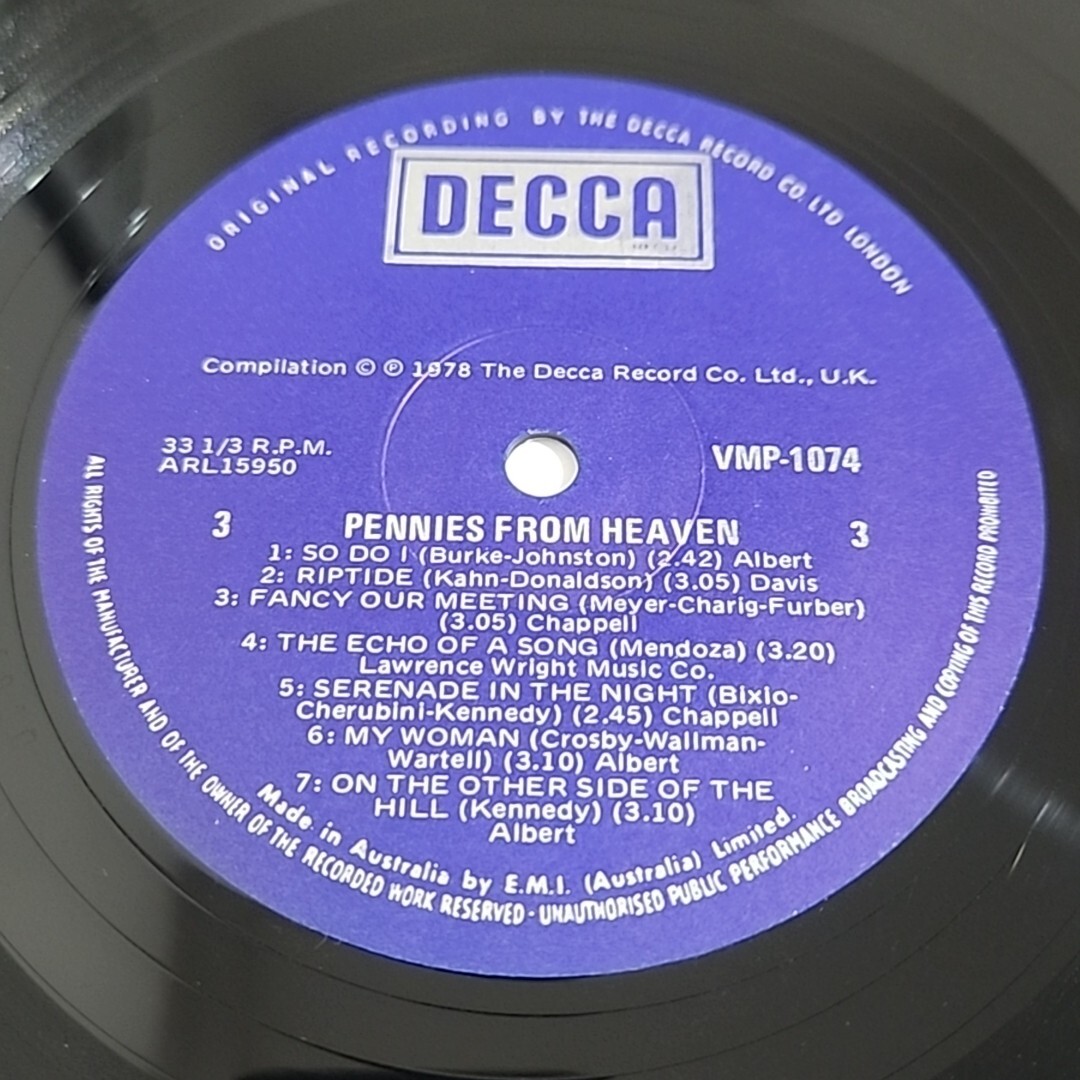 ORIGINAL RECORDING BY THE DECCA RECORD CO. LTD LONDON
DECCA
Compilation © ℗ 1978 The Decca Record Co. Ltd., U.K.
33 1/3 R.P.M.
ARL15950
VMP-1074
3 PENNIES FROM HEAVEN 3
1: SO DO I (Burke-Johnston) (2.42) Albert
2: RIPTIDE (Kahn-Donaldson) (3.05) Davis
3: FANCY OUR MEETING (Meyer-Charig-Furber)
(3.05) Chappell
4: THE ECHO OF A SONG (Mendoza) (3.20)
Lawrence Wright Music Co.
5: SERENADE IN THE NIGHT (Bixio-
Cherubini-Kennedy) (2.45) Chappell
6: MY WOMAN (Crosby-Wallman-
Wartell) (3.10) Albert
7: ON THE OTHER SIDE OF THE
HILL (Kennedy) (3.10)
Albert
Made in Australia by E.M.I. (Australia) Limited.
ALL RIGHTS OF THE MANUFACTURER AND OF THE OWNER OF THE RECORDED WORK RESERVED - UNAUTHORISED PUBLIC PERFORMANCE BROADCASTING AND COPYING OF THIS RECORD PROHIBITED